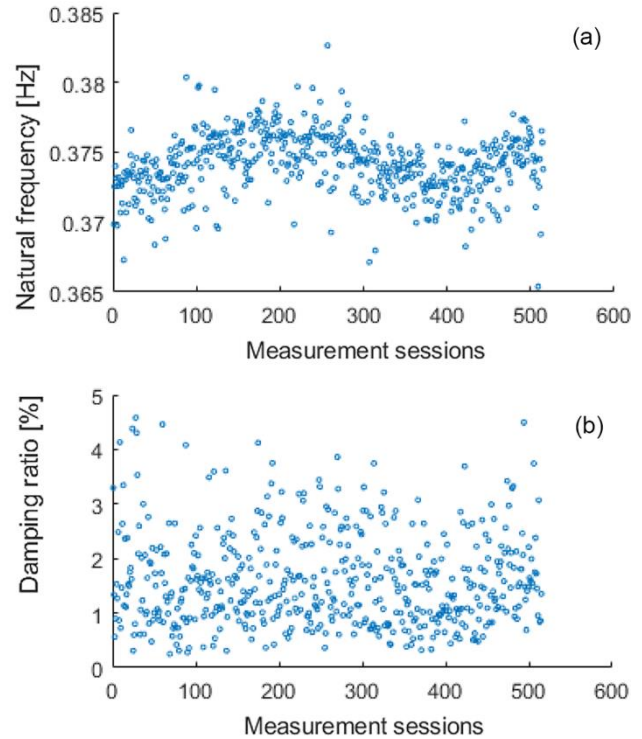 0.385
(a)
0.38
0.375
0.37
0.365
Natural frequency [Hz]
0 100 200 300 400 500 600
Measurement sessions
5
(b)
4
3
2
1
0
Damping ratio [%]
0 100 200 300 400 500 600
Measurement sessions